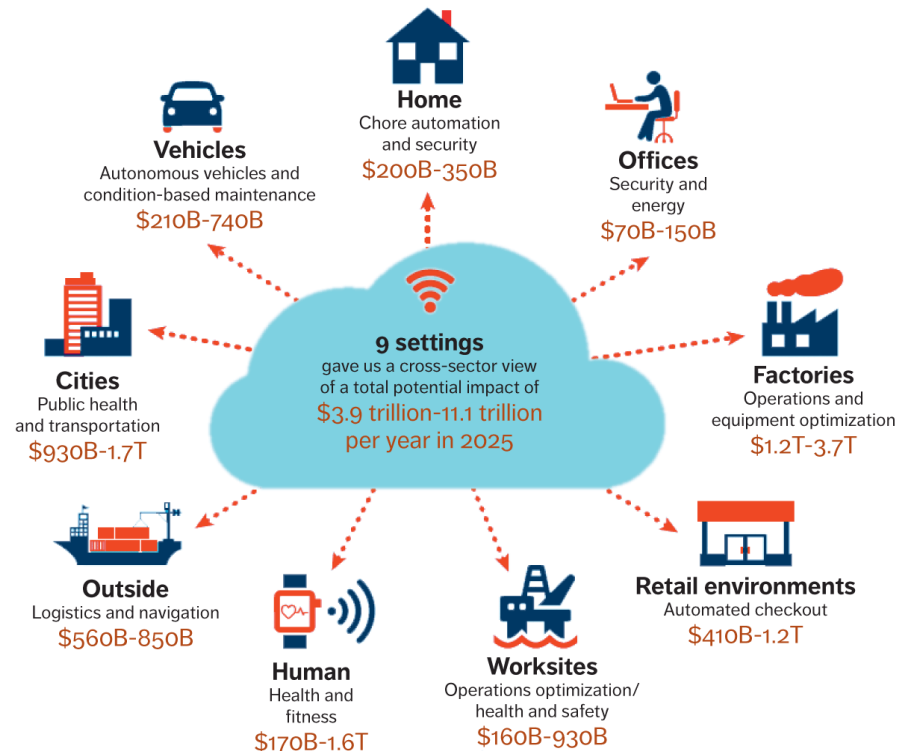 Home
Chore automation
and security
$200B-350B
Vehicles
Autonomous vehicles and
condition-based maintenance
$210B-740B
Offices
Security and
energy
$70B-150B
9 settings
gave us a cross-sector view
of a total potential impact of
$3.9 trillion-11.1 trillion
per year in 2025
Cities
Public health
and transportation
$930B-1.7T
Factories
Operations and
equipment optimization
$1.2T-3.7T
Outside
Logistics and navigation
$560B-850B
Human
Health and
fitness
$170B-1.6T
Worksites
Operations optimization/
health and safety
$160B-930B
Retail environments
Automated checkout
$410B-1.2T